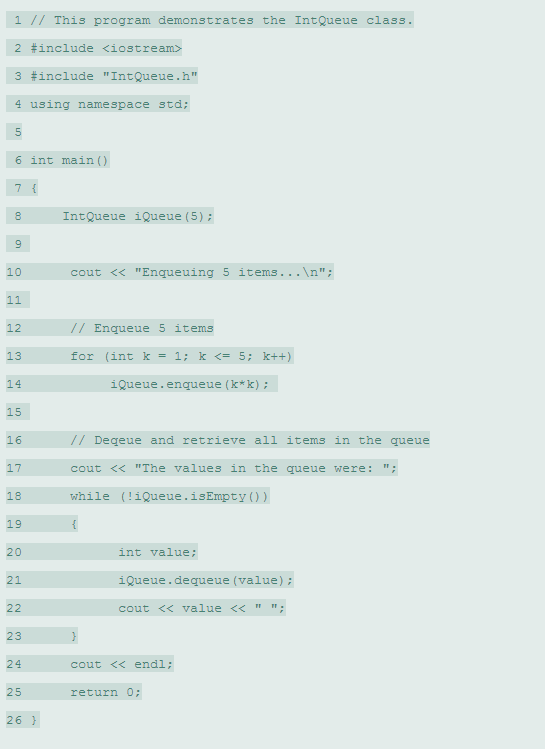 1 // This program demonstrates the IntQueue class.
2 #include <iostream>
3 #include "IntQueue.h"
4 using namespace std;
5
6 int main()
7 {
8     IntQueue iQueue(5);
9
10      cout << "Enqueuing 5 items...\n";
11
12      // Enqueue 5 items
13      for (int k = 1; k <= 5; k++)
14           iQueue.enqueue(k*k);
15
16      // Deqeue and retrieve all items in the queue
17      cout << "The values in the queue were: ";
18      while (!iQueue.isEmpty())
19      {
20            int value;
21            iQueue.dequeue(value);
22            cout << value << " ";
23      }
24      cout << endl;
25      return 0;
26 }